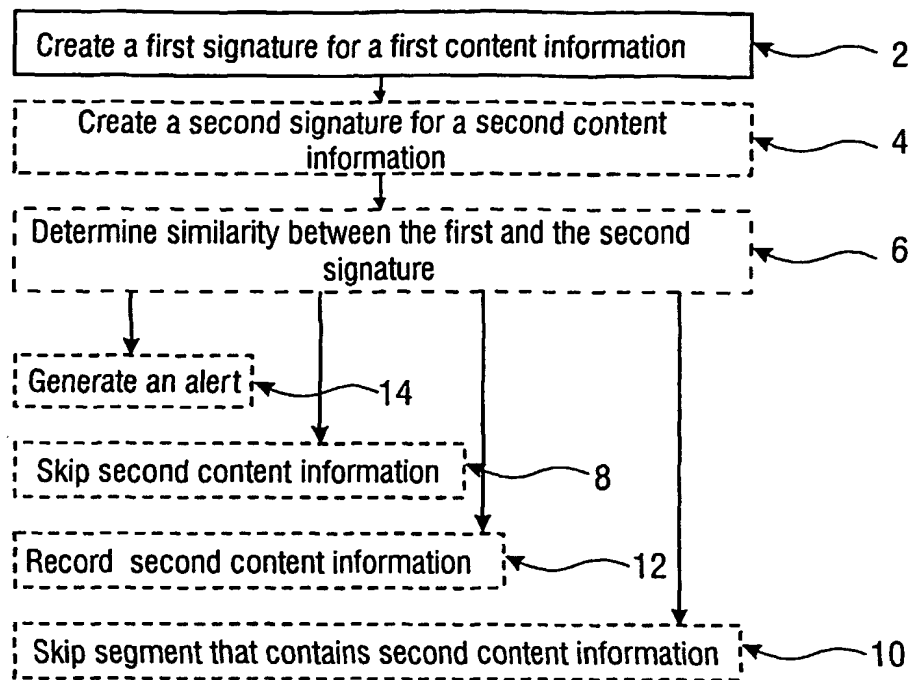 Create a first signature for a first content information
2
Create a second signature for a second content
information
4
Determine similarity between the first and the second
signature
6
Generate an alert
14
Skip second content information
8
Record second content information
12
Skip segment that contains second content information
10